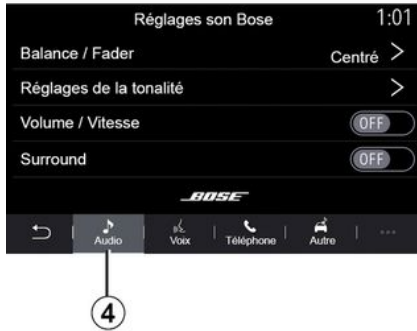 Réglages son Bose 1:01
Balance / Fader Centré >
Réglages de la tonalité >
Volume / Vitesse OFF
Surround OFF
BOSE
Audio Voix Téléphone Autre ...
4